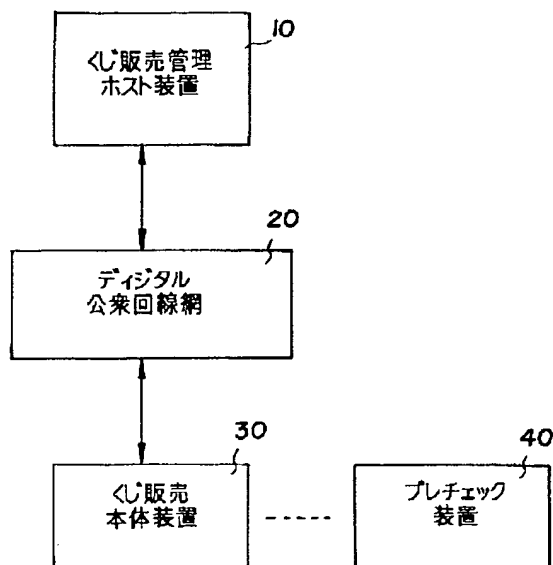 10
くじ販売管理
ホスト装置
20
ディジタル
公衆回線網
30
くじ販売
本体装置
40
プレチェック
装置